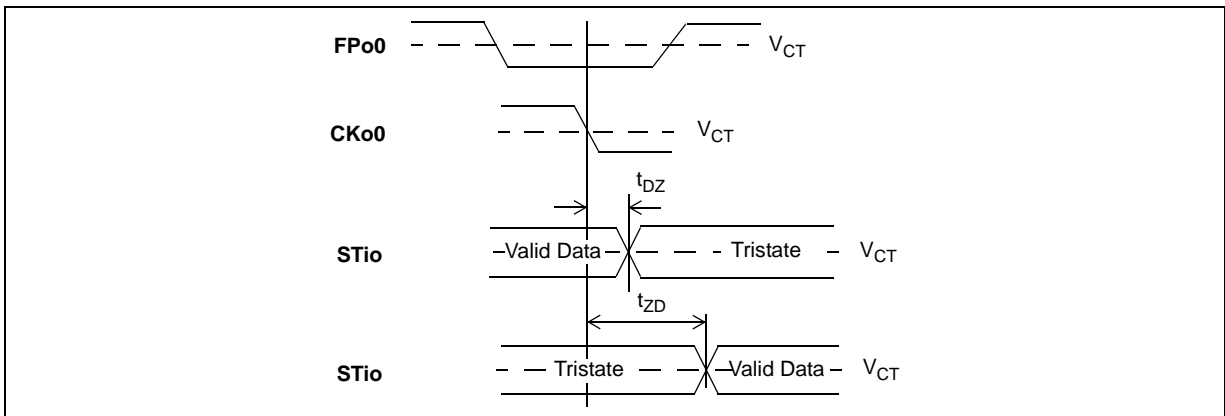 FPo0
V_CT
CKo0
V_CT
t_DZ
STio
Valid Data
Tristate
V_CT
t_ZD
STio
Tristate
Valid Data
V_CT